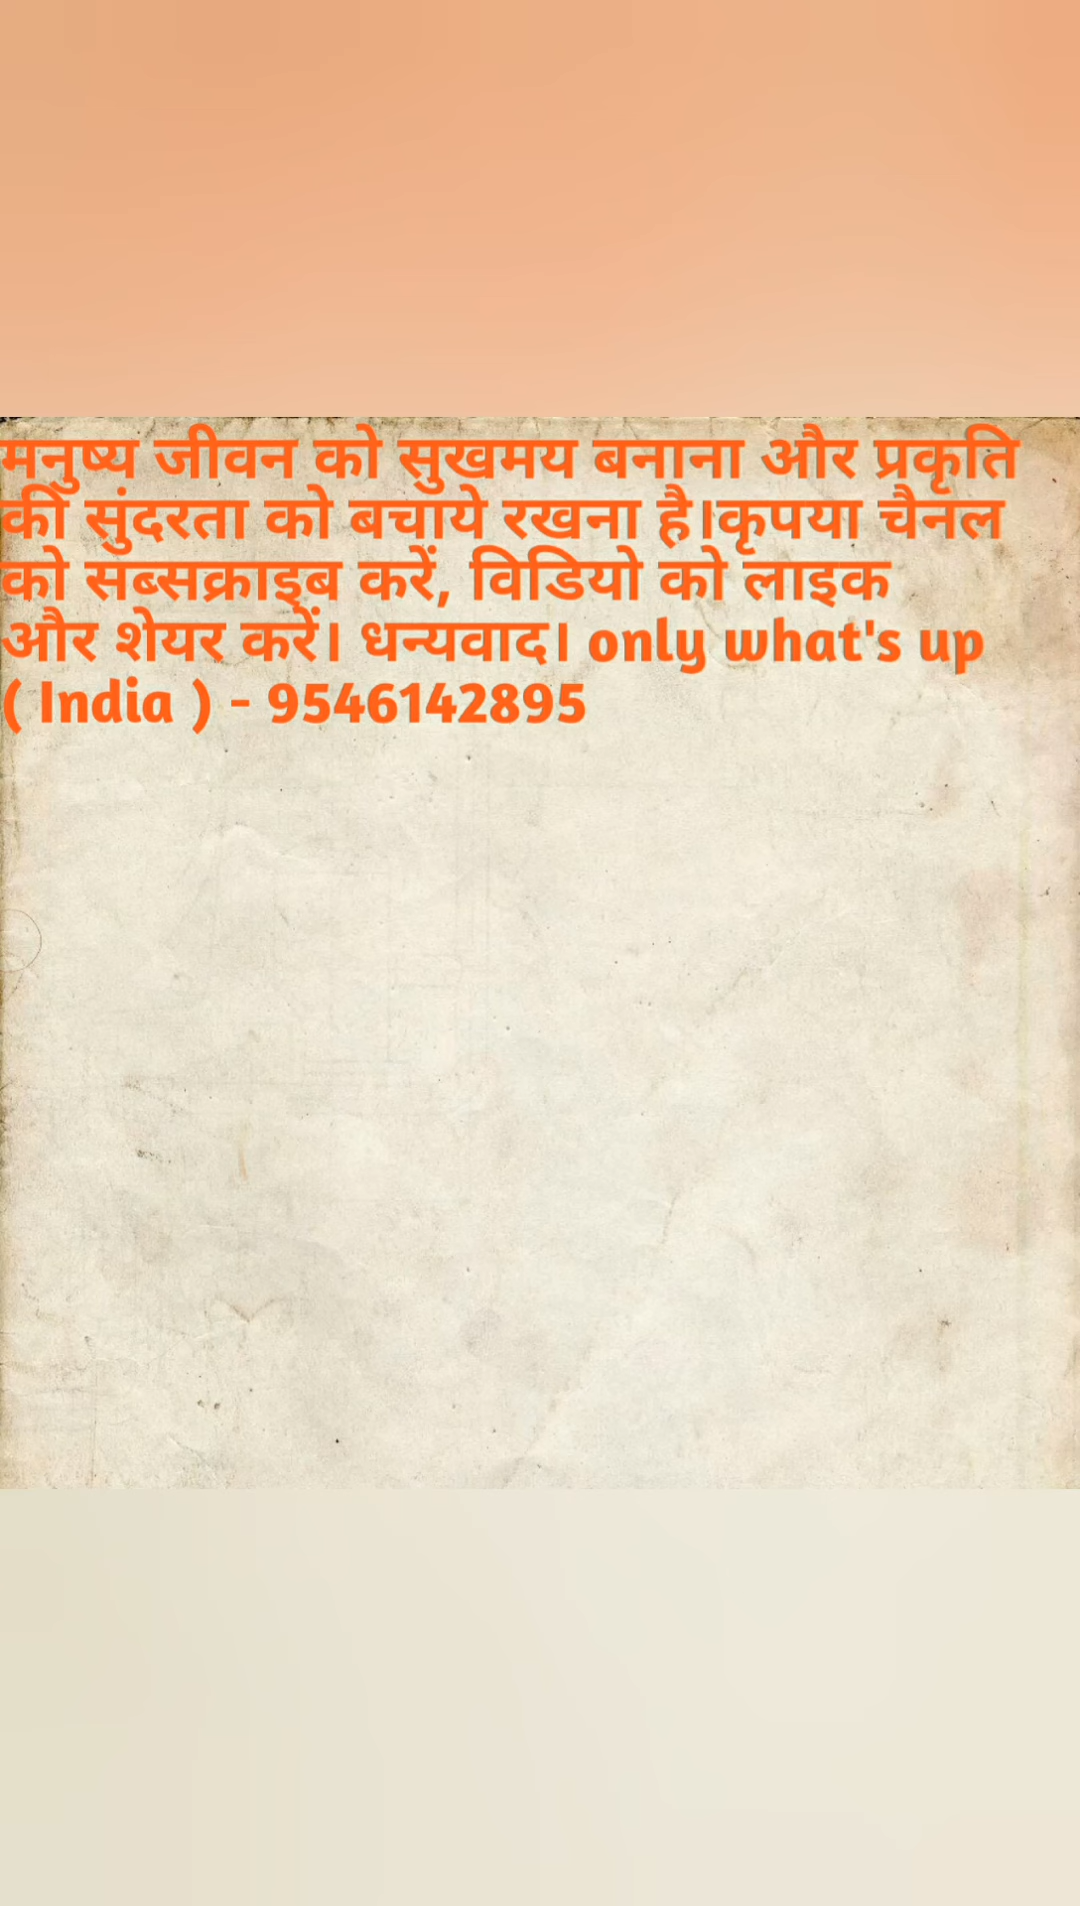 मनुष्य जीवन को सुखमय बनाना और प्रकृति
की सुंदरता को बचाये रखना है।कृपया चैनल
को सब्सक्राइब करें, विडियो को लाइक
और शेयर करें। धन्यवाद। only what's up
( India ) - 9546142895